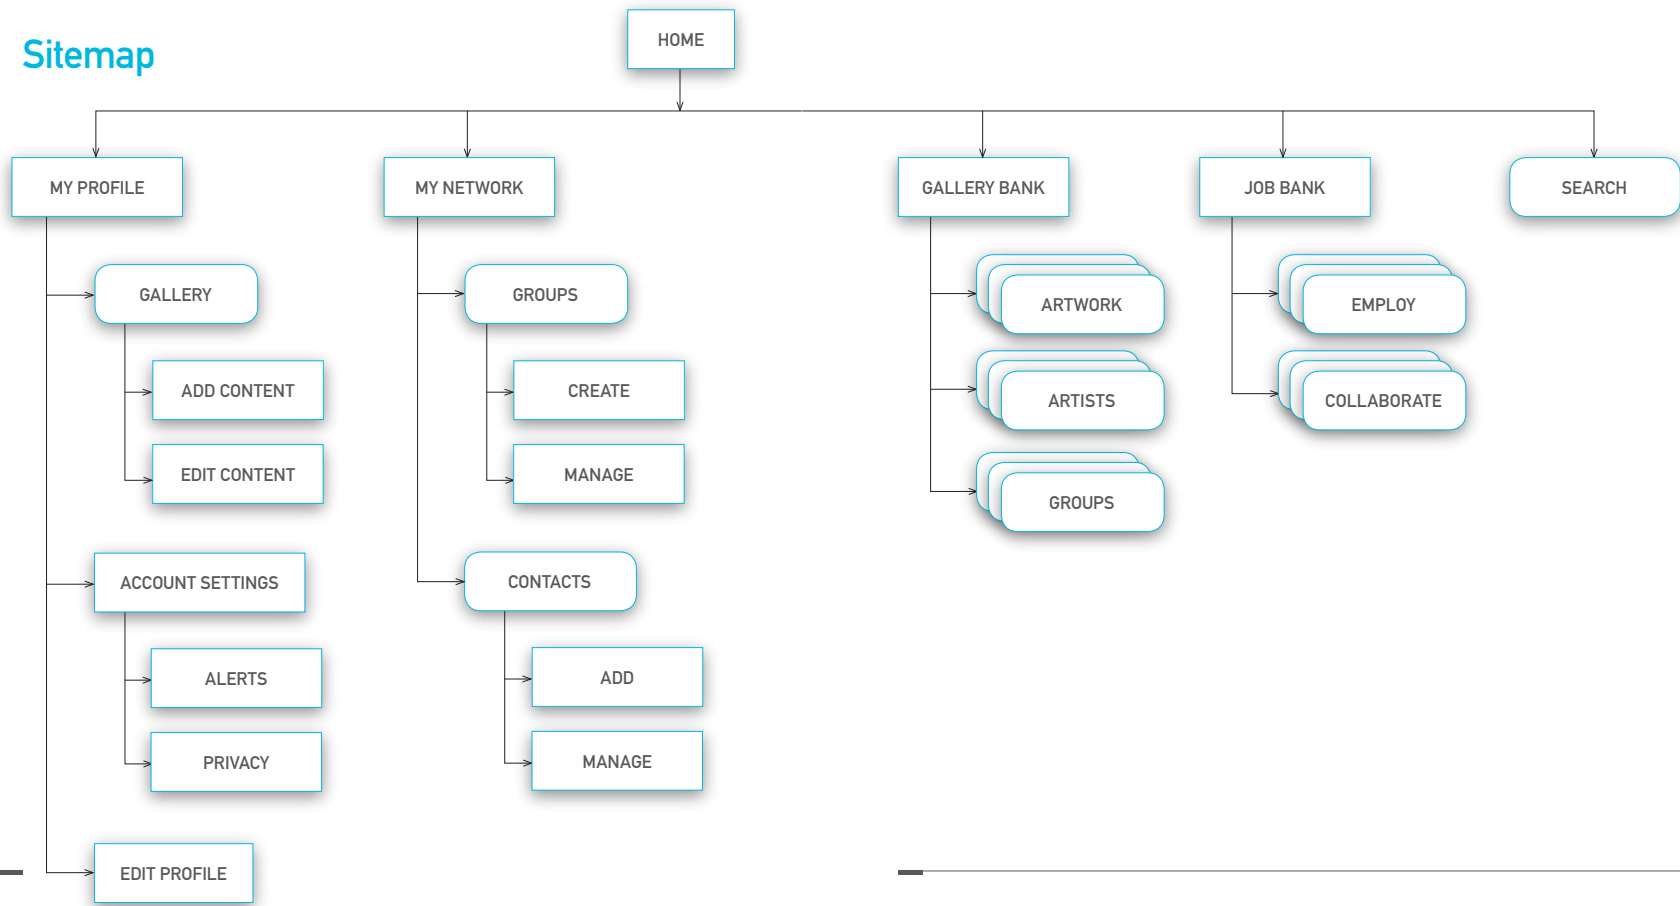 Sitemap
HOME
MY PROFILE
MY NETWORK
GALLERY BANK
JOB BANK
SEARCH
GALLERY
ADD CONTENT
EDIT CONTENT
ACCOUNT SETTINGS
ALERTS
PRIVACY
EDIT PROFILE
GROUPS
CREATE
MANAGE
CONTACTS
ADD
MANAGE
ARTWORK
ARTISTS
GROUPS
EMPLOY
COLLABORATE